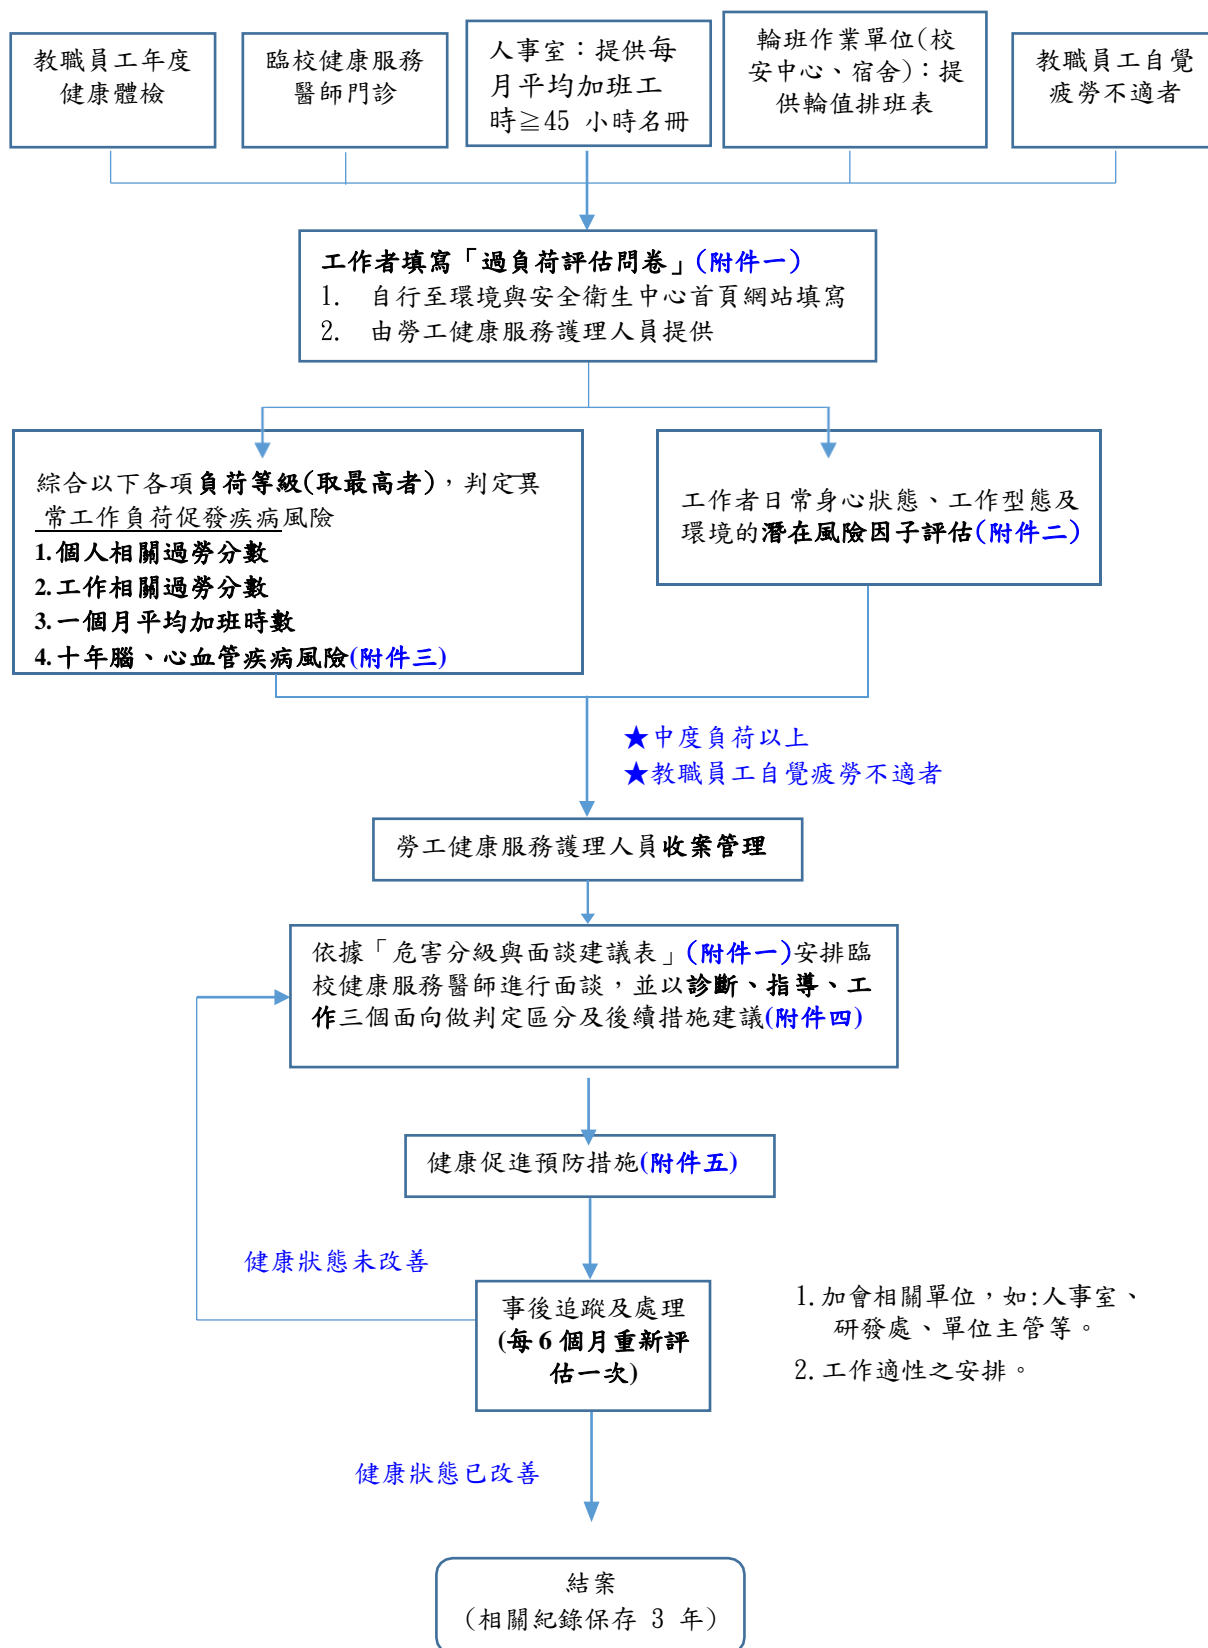 教職員工年度
健康體檢
臨校健康服務
醫師門診
人事室：提供每
月平均加班工
時≧45 小時名冊
輪班作業單位(校
安中心、宿舍)：提
供輪值排班表
教職員工自覺
疲勞不適者
工作者填寫「過負荷評估問卷」(附件一)
1. 自行至環境與安全衛生中心首頁網站填寫
2. 由勞工健康服務護理人員提供
綜合以下各項負荷等級(取最高者)，判定異
常工作負荷促發疾病風險
1.個人相關過勞分數
2.工作相關過勞分數
3.一個月平均加班時數
4.十年腦、心血管疾病風險(附件三)
工作者日常身心狀態、工作型態及
環境的潛在風險因子評估(附件二)
★中度負荷以上
★教職員工自覺疲勞不適者
勞工健康服務護理人員收案管理
依據「危害分級與面談建議表」(附件一)安排臨
校健康服務醫師進行面談，並以診斷、指導、工
作三個面向做判定區分及後續措施建議(附件四)
健康促進預防措施(附件五)
健康狀態未改善
事後追蹤及處理
(每 6 個月重新評
估一次)
1.加會相關單位，如:人事室、
研發處、單位主管等。
2.工作適性之安排。
健康狀態已改善
結案
(相關紀錄保存 3 年)